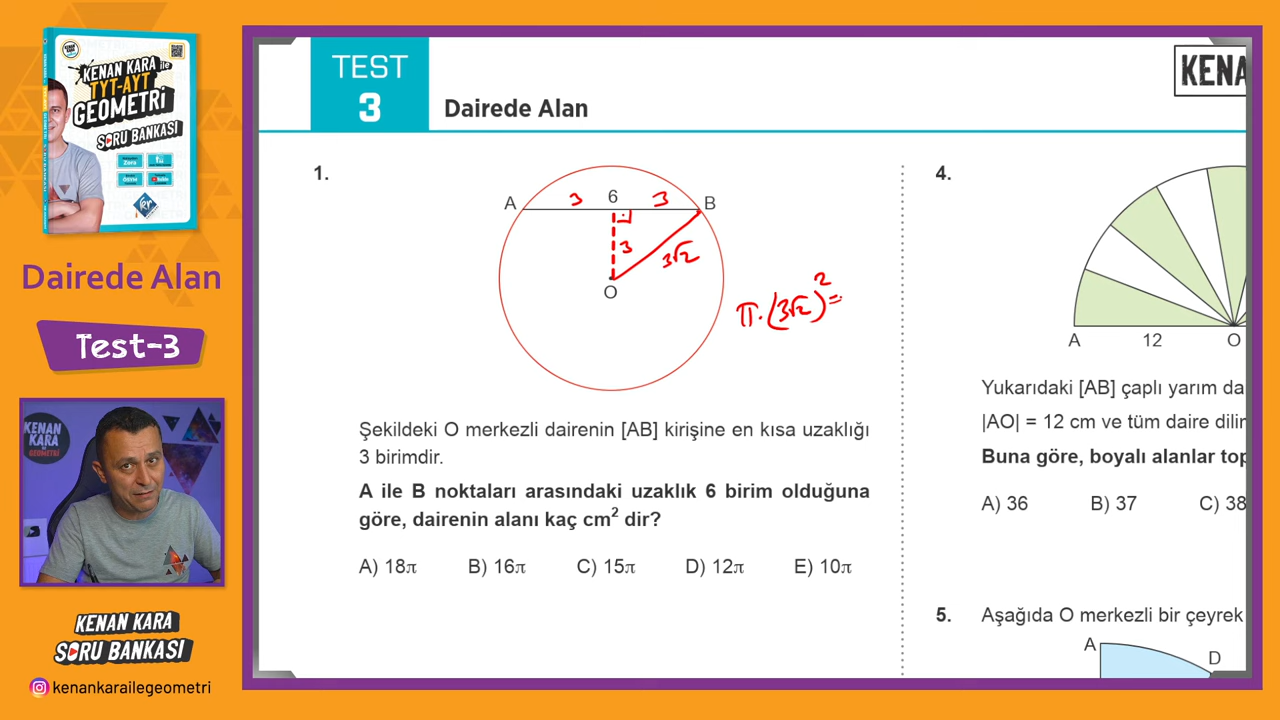 KENAN KARA ile
TYT-AYT
GEOMETRİ
SORU BANKASI
Dairede Alan
Test-3
KENAN
KARA
GEOMETRİ
KENAN KARA
SORU BANKASI
kenankarailegeometri
TEST
3
Dairede Alan
KENA
1.
A 3 6 3 B
3
3√2
O
π·(3√2)²=
Şekildeki O merkezli dairenin [AB] kirişine en kısa uzaklığı
3 birimdir.
A ile B noktaları arasındaki uzaklık 6 birim olduğuna
göre, dairenin alanı kaç cm² dir?
A) 18π B) 16π C) 15π D) 12π E) 10π
4.
A 12 O
Yukarıdaki [AB] çaplı yarım da
|AO| = 12 cm ve tüm daire dilin
Buna göre, boyalı alanlar top
A) 36 B) 37 C) 38
5. Aşağıda O merkezli bir çeyrek
A
D